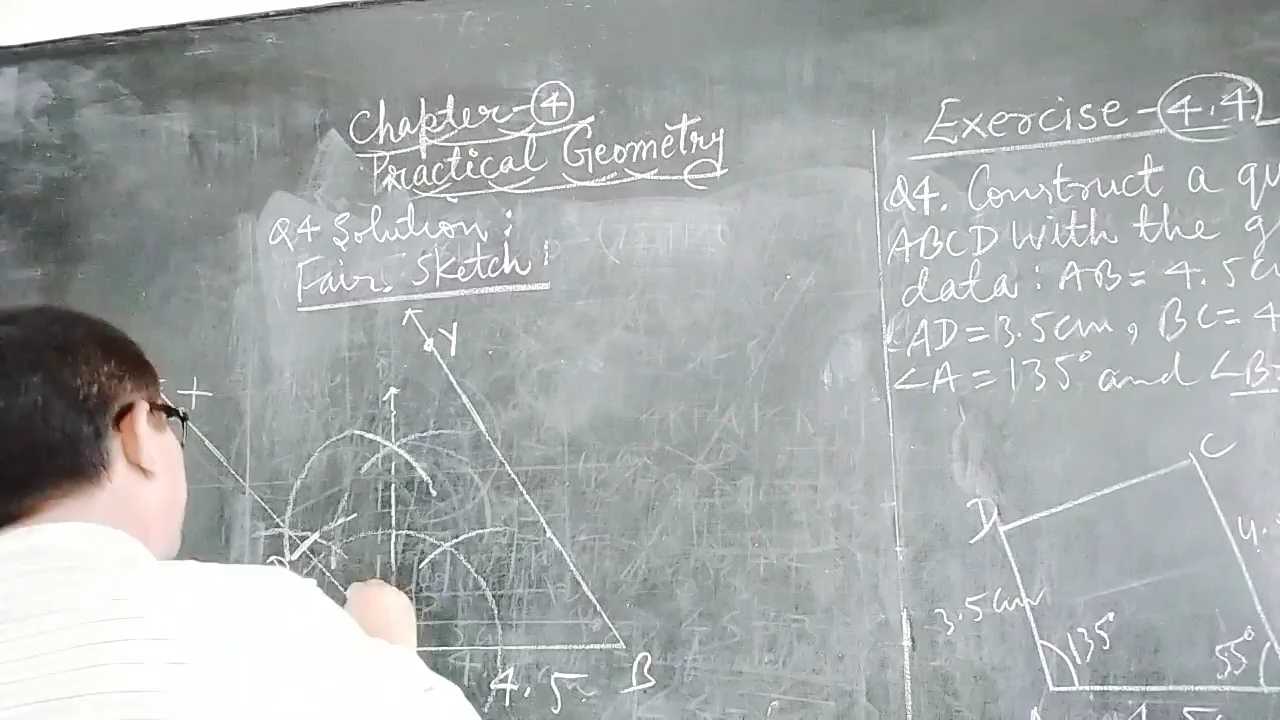 Chapter-4
Practical Geometry
Q4 Solution:
Fair Sketch:
Y
B
4.5
Exercise-4.4
Q4. Construct a qu
ABCD with the g
data: AB = 4.5c
AD=3.5cm, BC=4
∠A=135° and ∠B=
C
D
4.
3.5cm
135°
55°